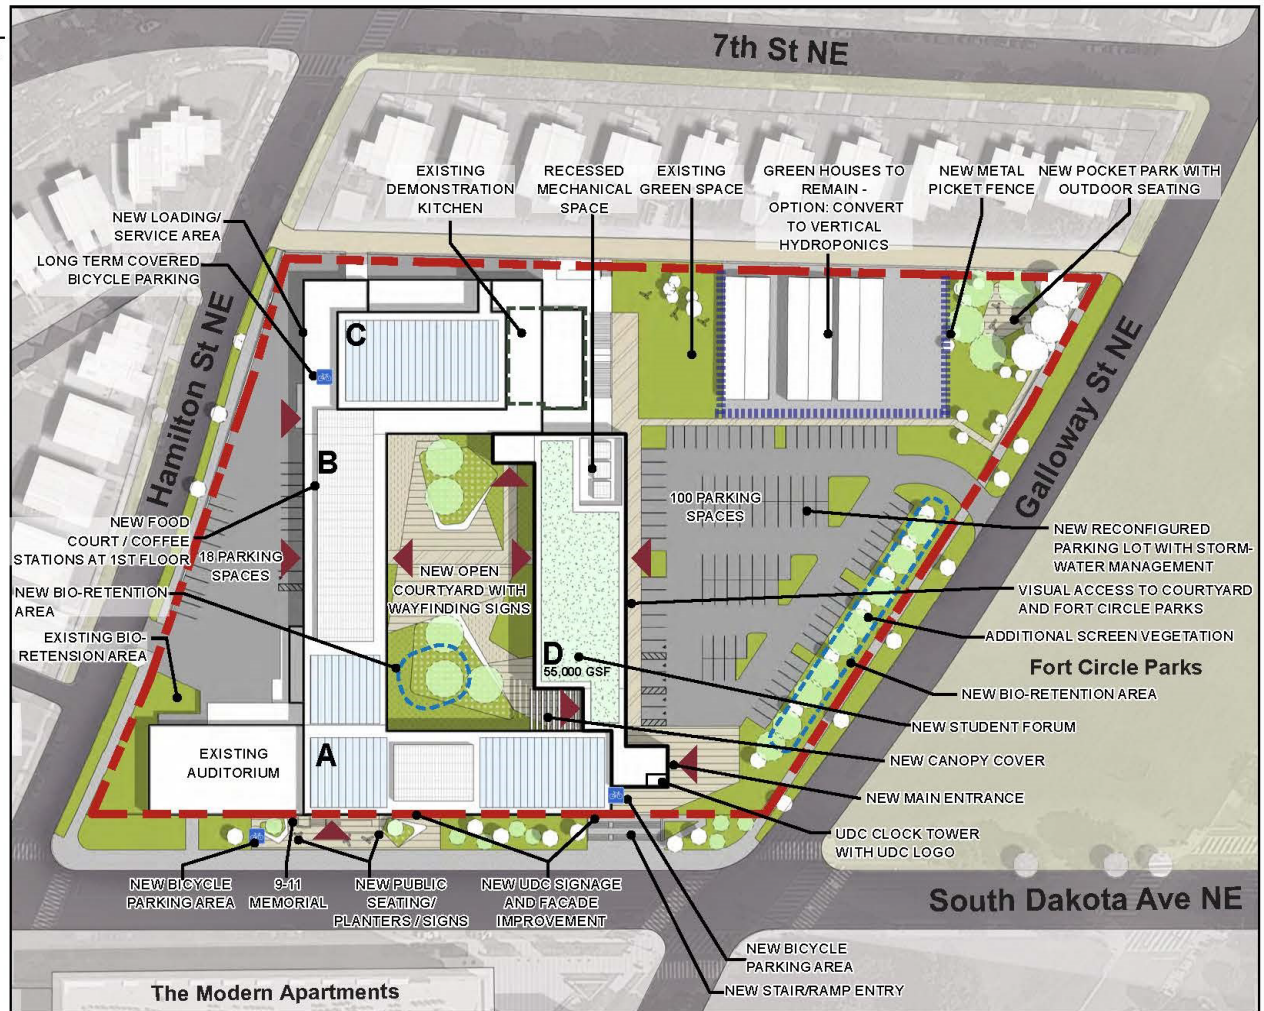 7th St NE
EXISTING
DEMONSTRATION
KITCHEN
RECESSED
MECHANICAL
SPACE
EXISTING
GREEN SPACE
GREEN HOUSES TO
REMAIN -
OPTION: CONVERT
TO VERTICAL
HYDROPONICS
NEW METAL
PICKET FENCE
NEW POCKET PARK WITH
OUTDOOR SEATING
NEW LOADING/
SERVICE AREA
LONG TERM COVERED
BICYCLE PARKING
Hamilton St NE
C
B
Galloway St NE
100 PARKING
SPACES
NEW FOOD
COURT / COFFEE
STATIONS AT 1ST FLOOR
18 PARKING
SPACES
NEW OPEN
COURTYARD WITH
WAYFINDING SIGNS
NEW RECONFIGURED
PARKING LOT WITH STORM-
WATER MANAGEMENT
NEW BIO-RETENTION
AREA
VISUAL ACCESS TO COURTYARD
AND FORT CIRCLE PARKS
EXISTING BIO-
RETENSION AREA
ADDITIONAL SCREEN VEGETATION
D
55,000 GSF
Fort Circle Parks
NEW BIO-RETENTION AREA
NEW STUDENT FORUM
EXISTING
AUDITORIUM
A
NEW CANOPY COVER
NEW MAIN ENTRANCE
UDC CLOCK TOWER
WITH UDC LOGO
NEW BICYCLE
PARKING AREA
9-11
MEMORIAL
NEW PUBLIC
SEATING/
PLANTERS / SIGNS
NEW UDC SIGNAGE
AND FACADE
IMPROVEMENT
South Dakota Ave NE
NEW BICYCLE
PARKING AREA
NEW STAIR/RAMP ENTRY
The Modern Apartments